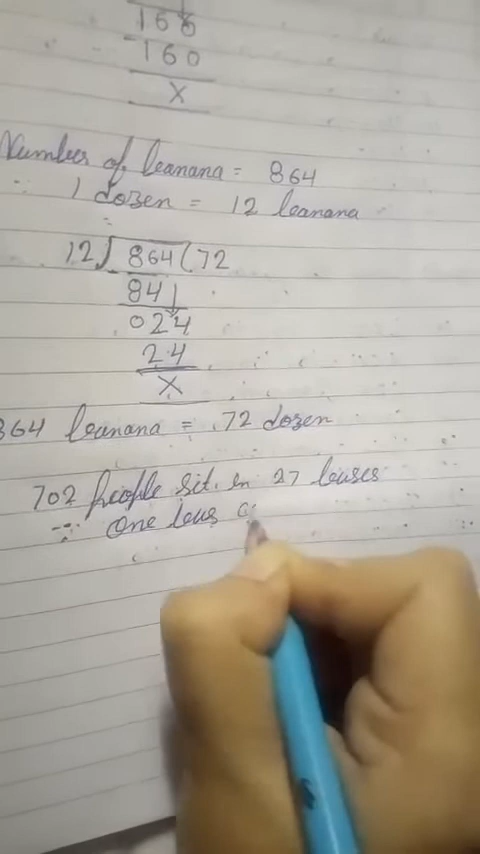 168
- 160
x
Number of banana = 864
∵ 1 dozen = 12 banana
12) 864 (72
84↓
024
24
x
864 banana = 72 dozen
702 people sit in 27 buses
∵ One bus